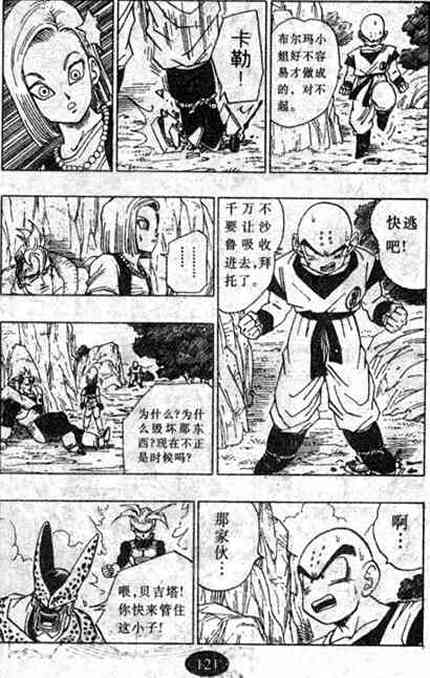 布尔玛小
姐好不容
易才做成
的，对不
起。
卡勒！
快逃
吧！
千万不
要让沙
鲁吸收
进去，拜
托了。
………
为什么?为什
么毁坏那东
西?现在不正
是时候吗?
啊…
那家伙…
喂，贝吉塔!
你快来管住
这小子!
121